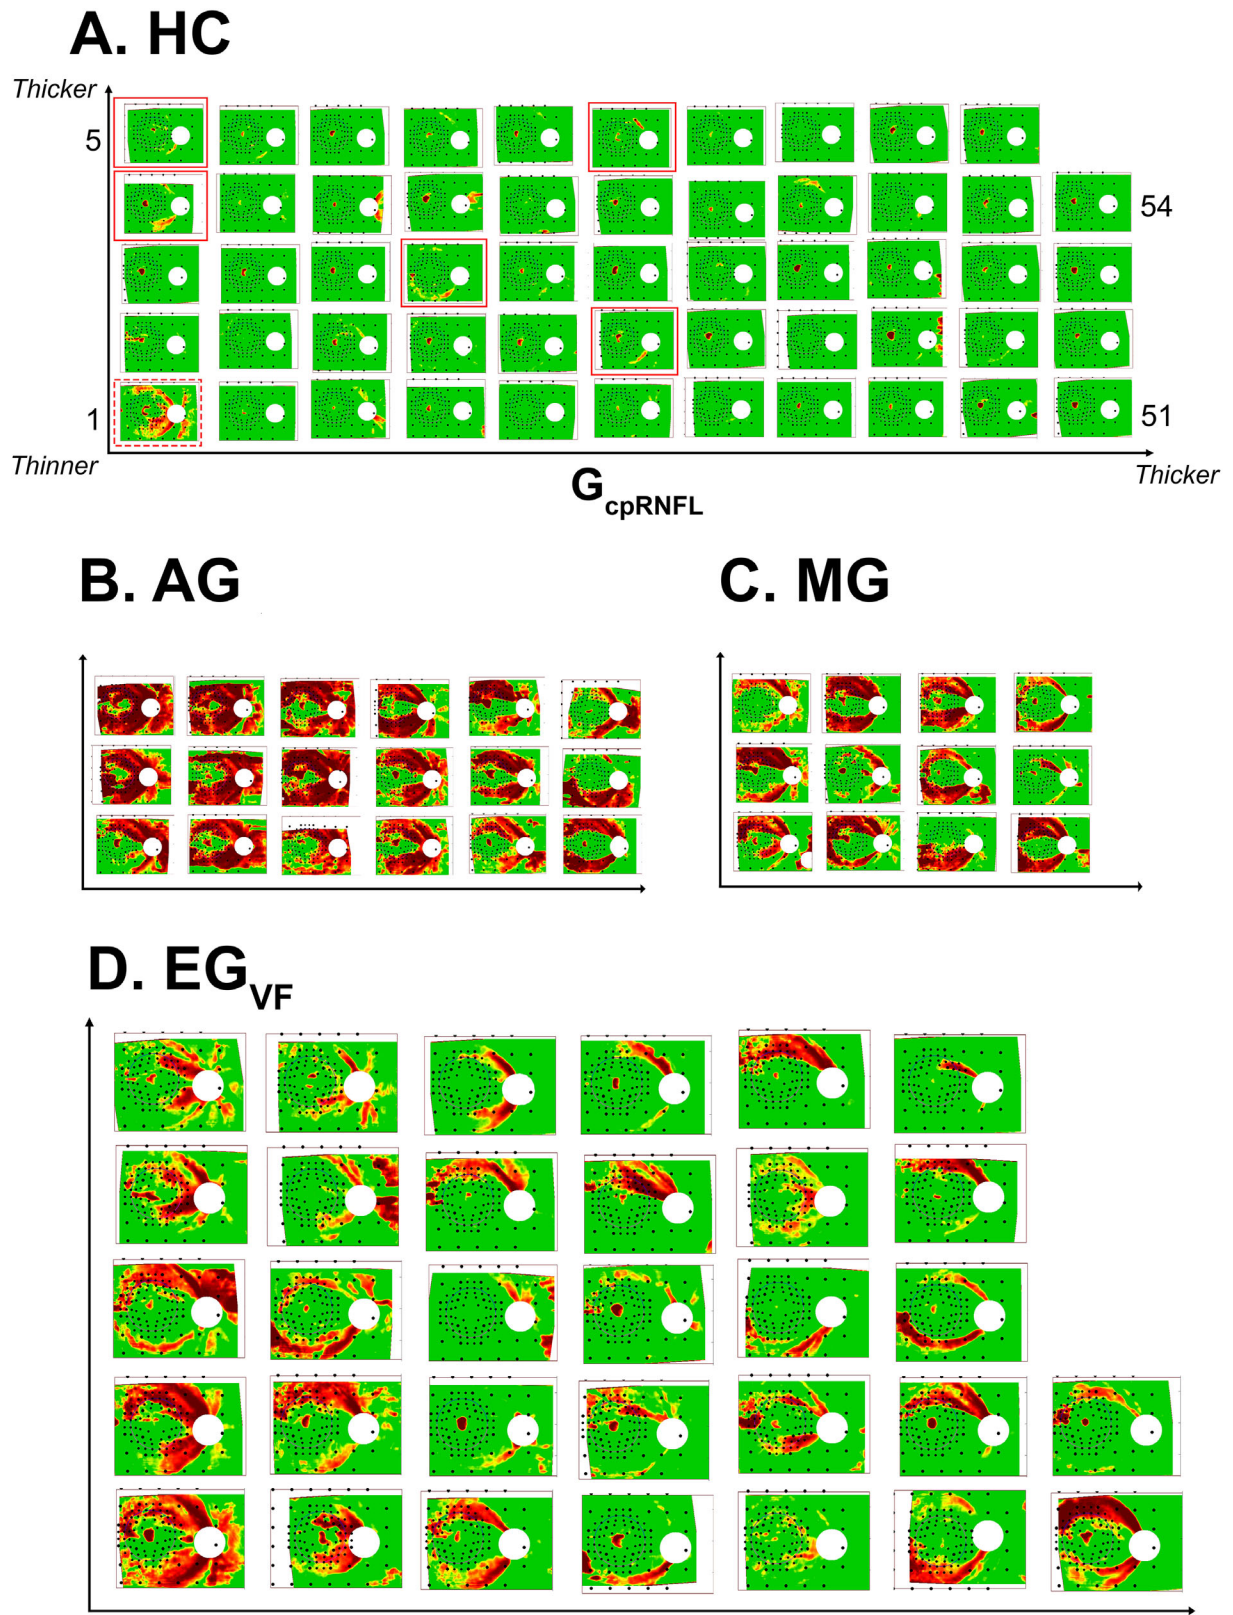 A. HC
Thicker
5
54
1
51
Thinner
Thicker
GcpRNFL
B. AG
C. MG
D. EGVF